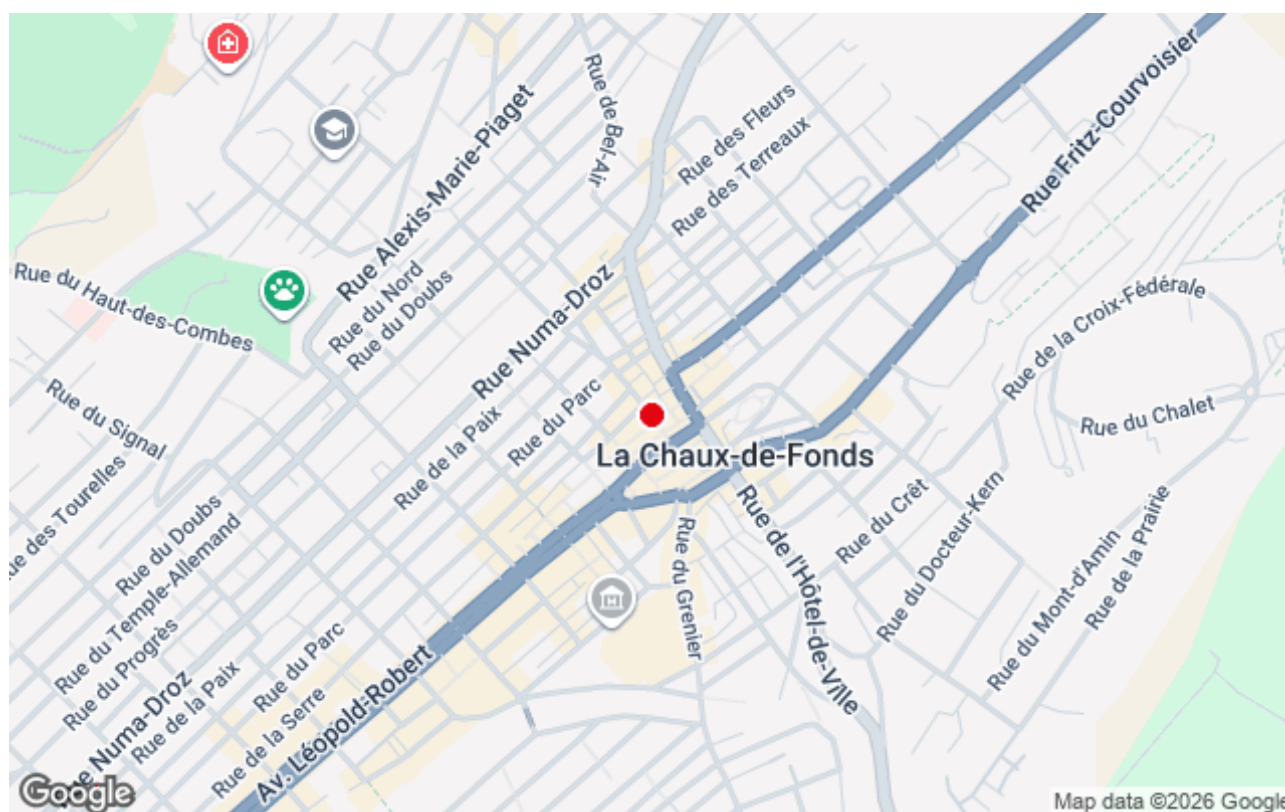 Rue de Bel-Air
Rue des Fleurs
Rue des Terreaux
Rue Fritz-Courvoisier
Rue Alexis-Marie-Piaget
Rue du Nord
Rue du Doubs
Rue Numa-Droz
Rue du Haut-des-Combes
Rue de la Croix-Fédérale
Rue du Chalet
Rue du Signal
Rue du Parc
Rue de la Paix
La Chaux-de-Fonds
ue des Tourelles
Rue du Doubs
Rue du Temple-Allemand
Rue du Progrès
Rue du Crêt
Rue du Docteur-Kern
Rue de l'Hôtel-de-Ville
Rue du Grenier
Rue du Mont-d'Amin
Rue de la Prairie
Rue du Parc
Rue de la Paix
Rue de la Serre
Av. Léopold-Robert
e Numa-Droz
Google
Map data ©2026 Google